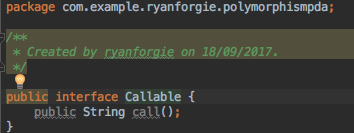 package com.example.ryanforgie.polymorphismpda;
/**
 * Created by ryanforgie on 18/09/2017.
 */
public interface Callable {
    public String call();
}